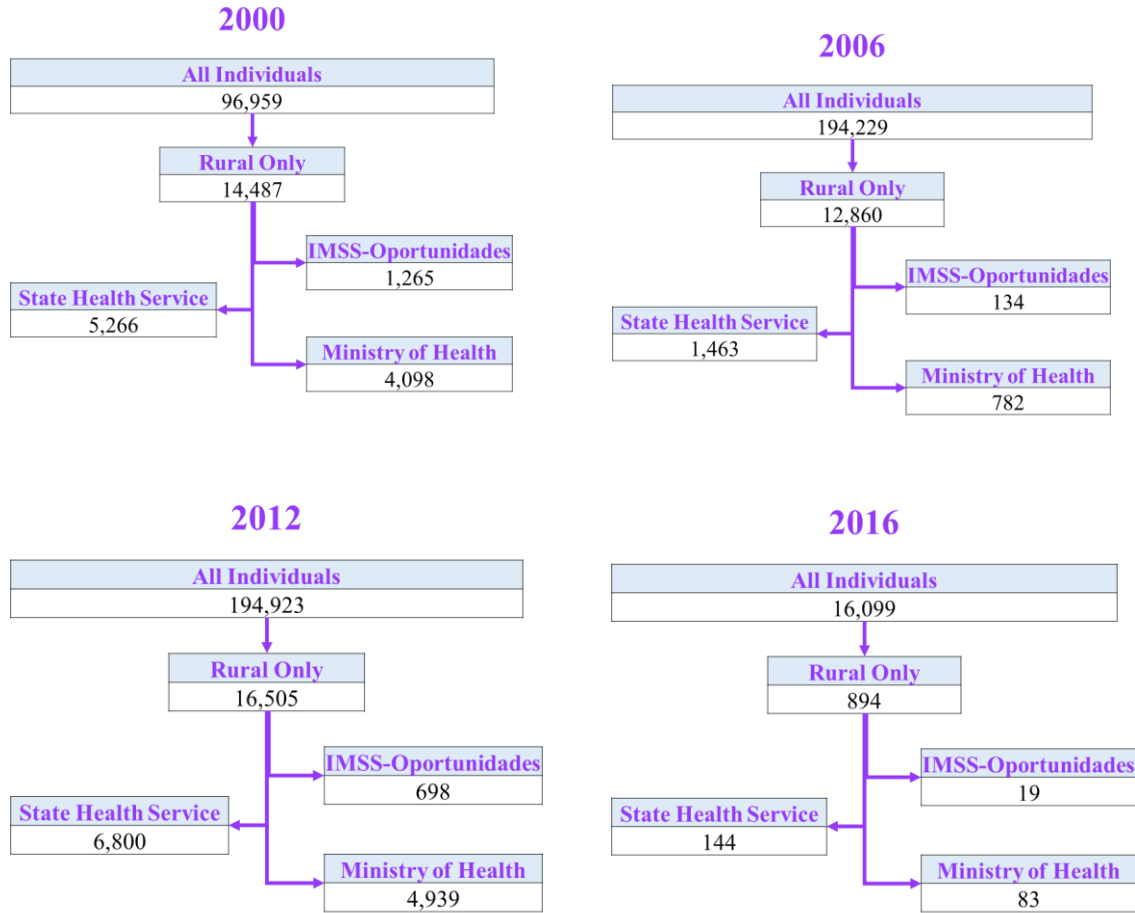 2000
All Individuals
96,959
Rural Only
14,487
IMSS-Oportunidades
1,265
State Health Service
5,266
Ministry of Health
4,098
2006
All Individuals
194,229
Rural Only
12,860
IMSS-Oportunidades
134
State Health Service
1,463
Ministry of Health
782
2012
All Individuals
194,923
Rural Only
16,505
IMSS-Oportunidades
698
State Health Service
6,800
Ministry of Health
4,939
2016
All Individuals
16,099
Rural Only
894
IMSS-Oportunidades
19
State Health Service
144
Ministry of Health
83